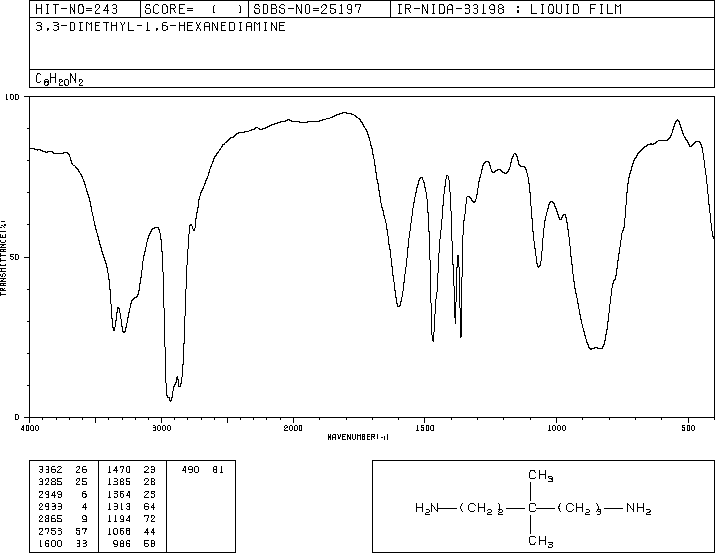 HIT-NO=243 SCORE= ( ) SDBS-NO=25197 IR-NIDA-33198 : LIQUID FILM
3,3-DIMETHYL-1,6-HEXANEDIAMINE
C8H20N2
100
TRANSMITTANCE(%)
50
0
4000 3000 2000 1500 1000 500
WAVENUMBER(-1)
3362 26 1470 23 490 81
3285 25 1385 28
2949 6 1364 23
2933 4 1313 64
2865 9 1194 72
2753 57 1068 44
1600 33 986 58
CH3
H2N—(CH2)2—C—(CH2)3—NH2
CH3